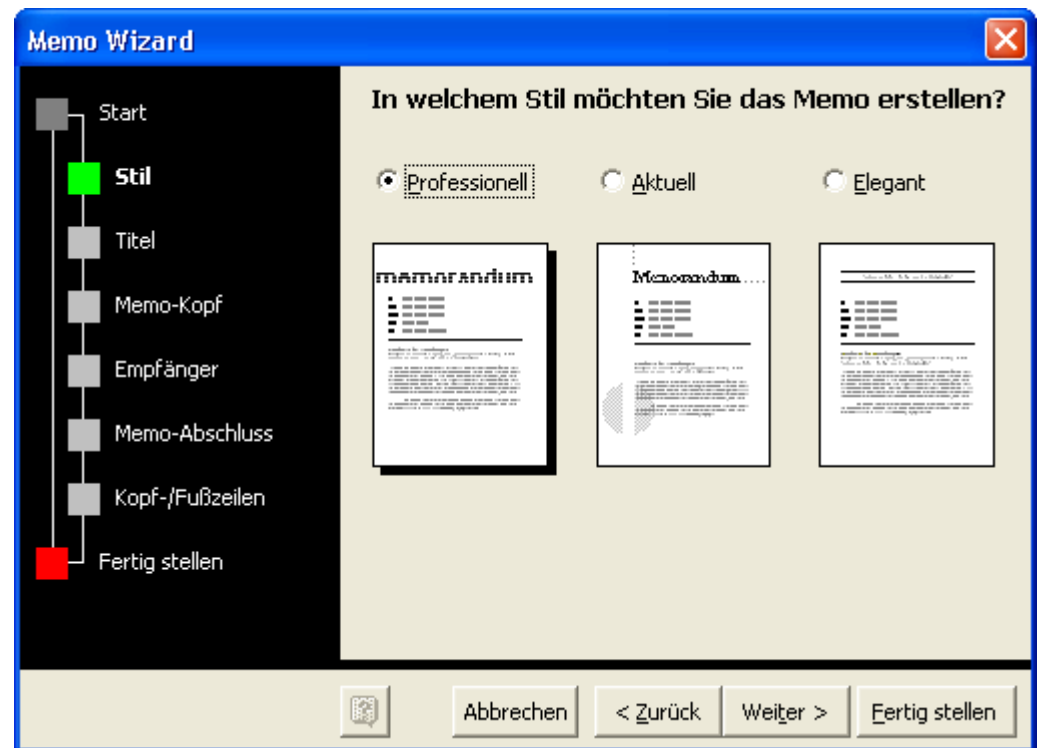 Memo Wizard
Start
Stil
Titel
Memo-Kopf
Empfänger
Memo-Abschluss
Kopf-/Fußzeilen
Fertig stellen
In welchem Stil möchten Sie das Memo erstellen?
Professionell
Aktuell
Elegant
memorandum
Memorandum
Abbrechen
< Zurück
Weiter >
Fertig stellen